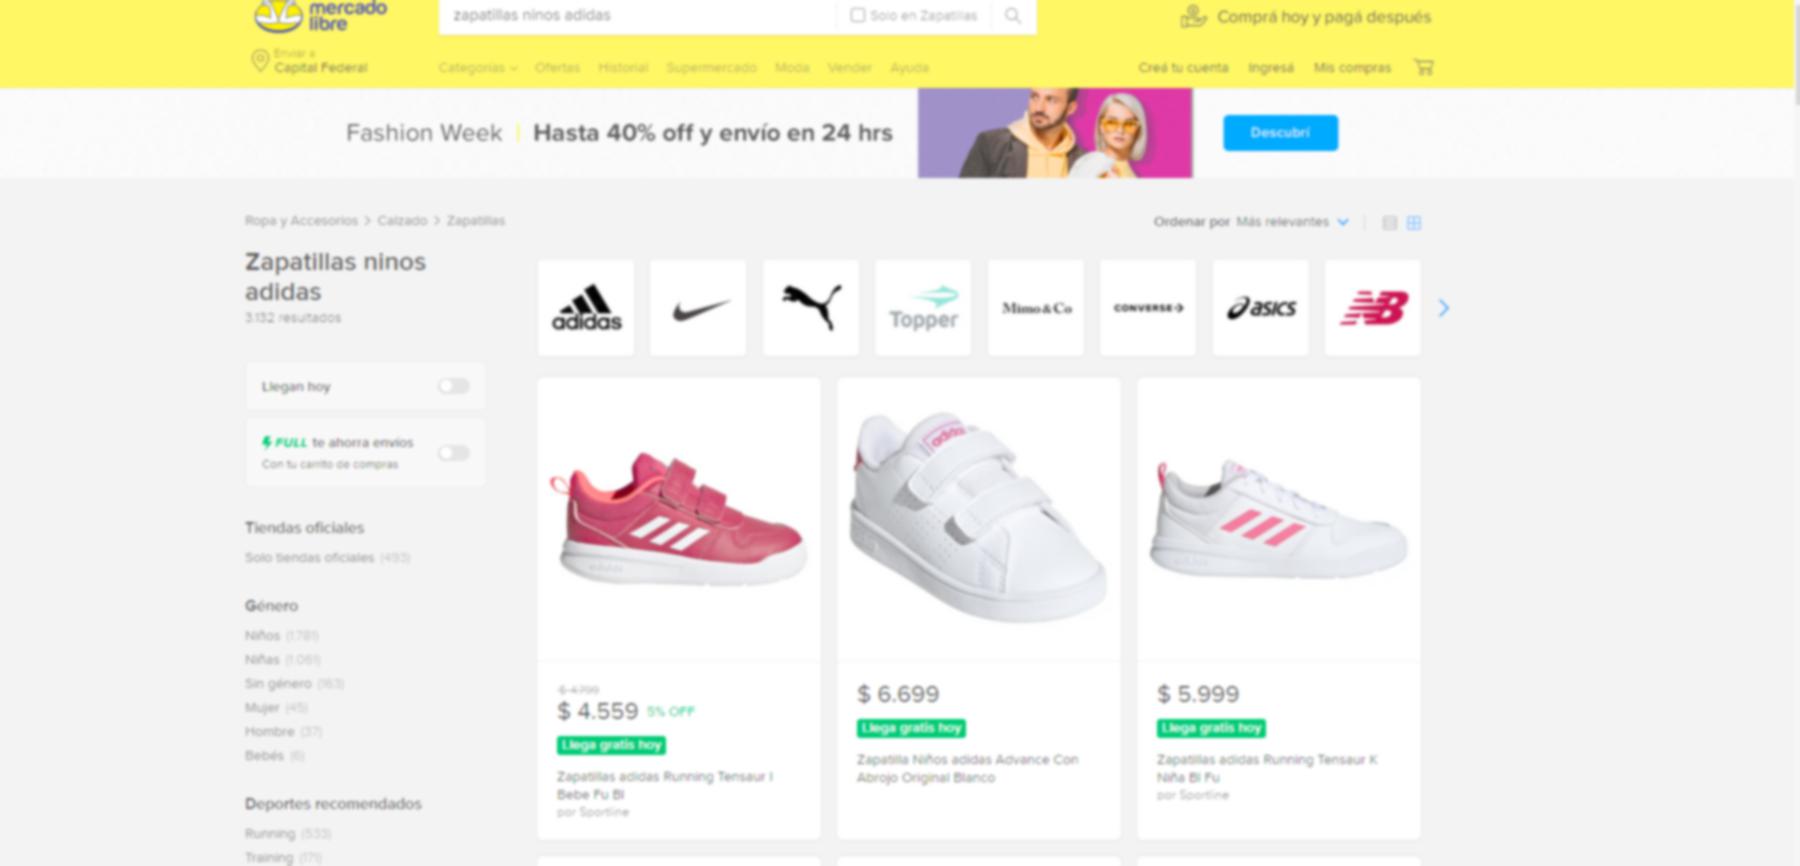 mercado
libre
zapatillas ninos adidas
Solo en Zapatillas
Comprá hoy y pagá después
Enviar a
Capital Federal
Categorías
Ofertas
Historial
Supermercado
Moda
Vender
Ayuda
Creá tu cuenta
Ingresá
Mis compras
Fashion Week | Hasta 40% off y envío en 24 hrs
Descubrí
Ropa y Accesorios > Calzado > Zapatillas
Ordenar por Más relevantes
Zapatillas ninos
adidas
3.132 resultados
adidas
Topper
Mimo&Co
CONVERSE
asics
NB
Llegan hoy
FULL te ahorra envíos
Con tu carrito de compras
Tiendas oficiales
Solo tiendas oficiales (493)
Género
Niños (1.781)
Niñas (1.061)
Sin género (163)
Mujer (45)
Hombre (37)
Bebés (6)
Deportes recomendados
Running (533)
Training (171)
adidas
adidas
$ 4.799
$ 4.559 5% OFF
Llega gratis hoy
Zapatillas adidas Running Tensaur I
Bebe Fu Bl
por Sportline
$ 6.699
Llega gratis hoy
Zapatilla Niños adidas Advance Con
Abrojo Original Blanco
$ 5.999
Llega gratis hoy
Zapatillas adidas Running Tensaur K
Niña Bl Fu
por Sportline